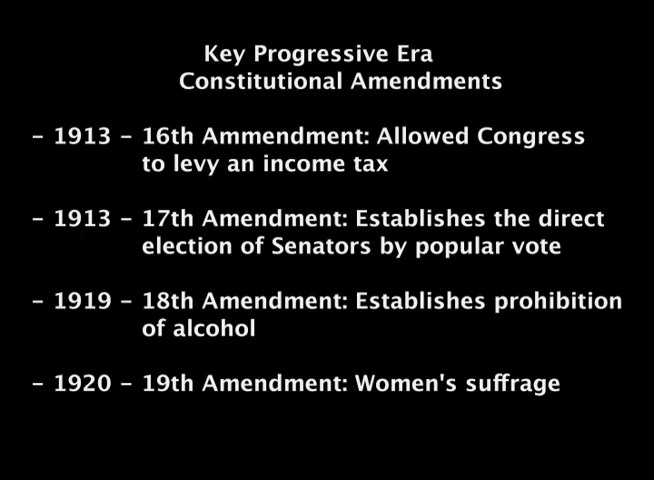 Key Progressive Era
Constitutional Amendments
- 1913 - 16th Ammendment: Allowed Congress
to levy an income tax
- 1913 - 17th Amendment: Establishes the direct
election of Senators by popular vote
- 1919 - 18th Amendment: Establishes prohibition
of alcohol
- 1920 - 19th Amendment: Women's suffrage